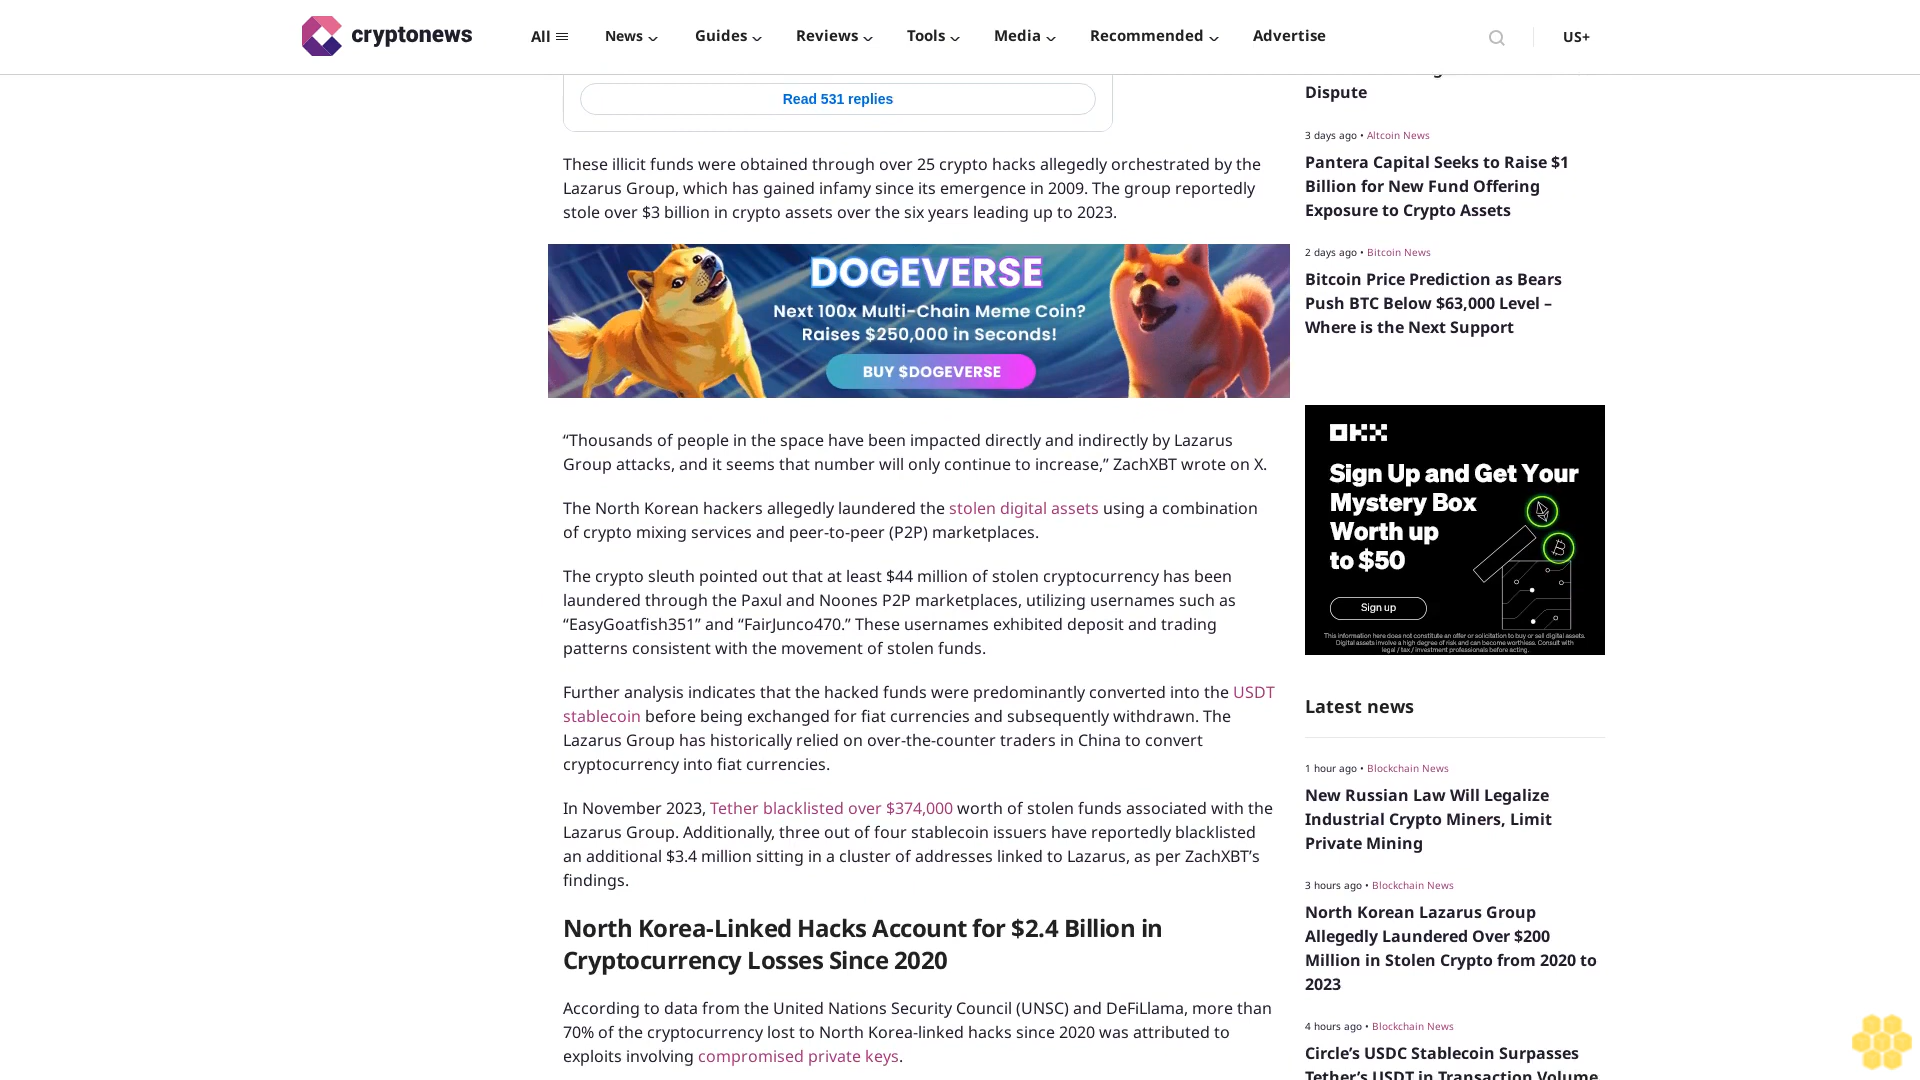 cryptonews
All
News
Guides
Reviews
Tools
Media
Recommended
Advertise
US+
Read 531 replies
These illicit funds were obtained through over 25 crypto hacks allegedly orchestrated by the
Lazarus Group, which has gained infamy since its emergence in 2009. The group reportedly
stole over $3 billion in crypto assets over the six years leading up to 2023.
DOGEVERSE
Next 100x Multi-Chain Meme Coin?
Raises $250,000 in Seconds!
BUY $DOGEVERSE
“Thousands of people in the space have been impacted directly and indirectly by Lazarus
Group attacks, and it seems that number will only continue to increase,” ZachXBT wrote on X.
The North Korean hackers allegedly laundered the stolen digital assets using a combination
of crypto mixing services and peer-to-peer (P2P) marketplaces.
The crypto sleuth pointed out that at least $44 million of stolen cryptocurrency has been
laundered through the Paxul and Noones P2P marketplaces, utilizing usernames such as
“EasyGoatfish351” and “FairJunco470.” These usernames exhibited deposit and trading
patterns consistent with the movement of stolen funds.
Further analysis indicates that the hacked funds were predominantly converted into the USDT
stablecoin before being exchanged for fiat currencies and subsequently withdrawn. The
Lazarus Group has historically relied on over-the-counter traders in China to convert
cryptocurrency into fiat currencies.
In November 2023, Tether blacklisted over $374,000 worth of stolen funds associated with the
Lazarus Group. Additionally, three out of four stablecoin issuers have reportedly blacklisted
an additional $3.4 million sitting in a cluster of addresses linked to Lazarus, as per ZachXBT’s
findings.
North Korea-Linked Hacks Account for $2.4 Billion in
Cryptocurrency Losses Since 2020
According to data from the United Nations Security Council (UNSC) and DeFiLlama, more than
70% of the cryptocurrency lost to North Korea-linked hacks since 2020 was attributed to
exploits involving compromised private keys.
Dispute
3 days ago • Altcoin News
Pantera Capital Seeks to Raise $1
Billion for New Fund Offering
Exposure to Crypto Assets
2 days ago • Bitcoin News
Bitcoin Price Prediction as Bears
Push BTC Below $63,000 Level –
Where is the Next Support
OKX
Sign Up and Get Your
Mystery Box
Worth up
to $50
Sign up
This information here does not constitute an offer or solicitation to buy or sell digital assets.
Digital assets involve a high degree of risk and can become worthless. Consult with
legal / tax / investment professionals before acting.
Latest news
1 hour ago • Blockchain News
New Russian Law Will Legalize
Industrial Crypto Miners, Limit
Private Mining
3 hours ago • Blockchain News
North Korean Lazarus Group
Allegedly Laundered Over $200
Million in Stolen Crypto from 2020 to
2023
4 hours ago • Blockchain News
Circle’s USDC Stablecoin Surpasses
Tether’s USDT in Transaction Volume